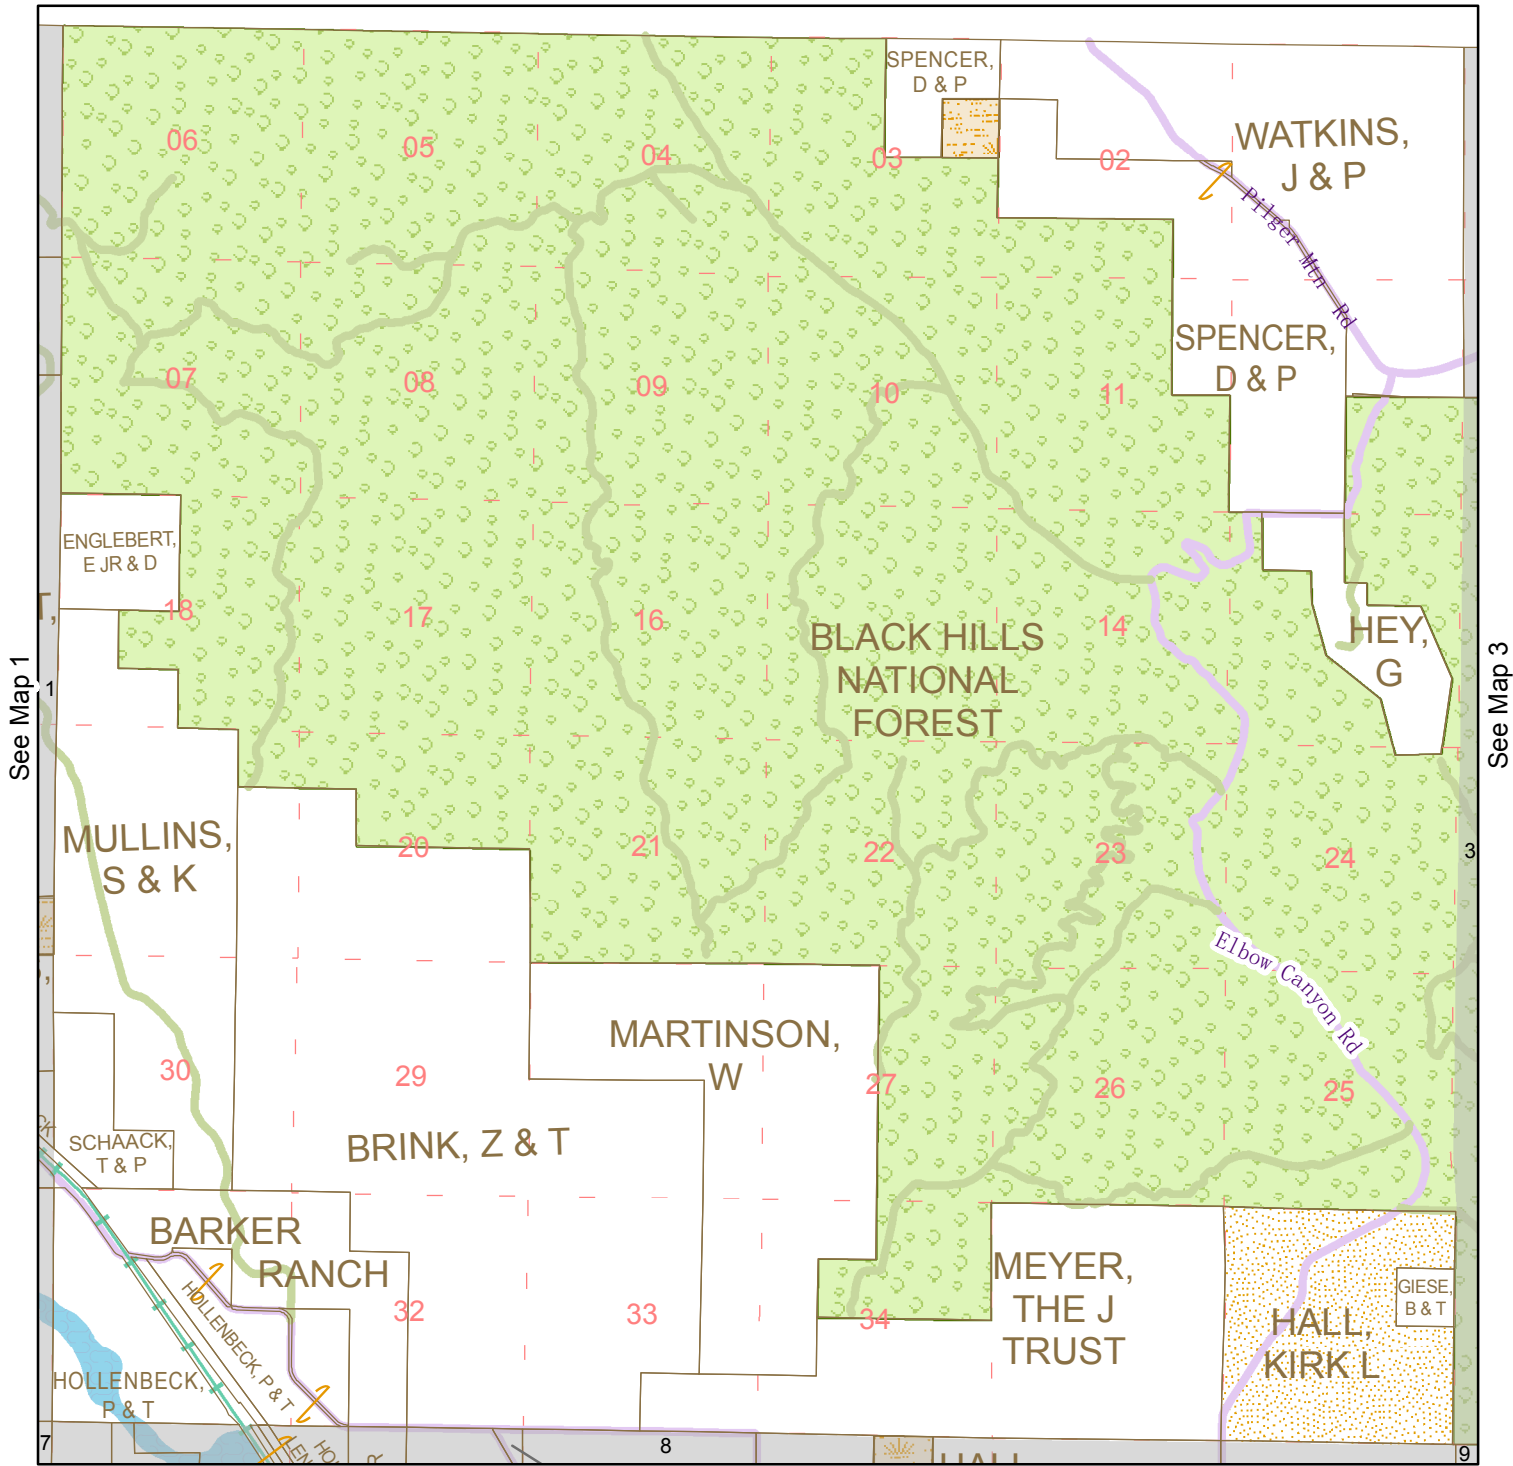 SPENCER,
D & P
WATKINS,
J & P
06
05
04
03
02
Pilger Mtn Rd
SPENCER,
D & P
07
08
09
10
11
ENGLEBERT,
E JR & D
T,
18
17
16
14
BLACK HILLS
NATIONAL
FOREST
HEY,
G
See Map 1
1
See Map 3
MULLINS,
S & K
20
21
22
23
24
3
Elbow Canyon Rd
MARTINSON,
W
30
29
27
26
25
SCHAACK,
T & P
BRINK, Z & T
BARKER
RANCH
HOLLENBECK, P & T
32
33
34
MEYER,
THE J
TRUST
GIESE,
B & T
HALL,
KIRK L
HOLLENBECK,
P & T
7
8
9
HALL